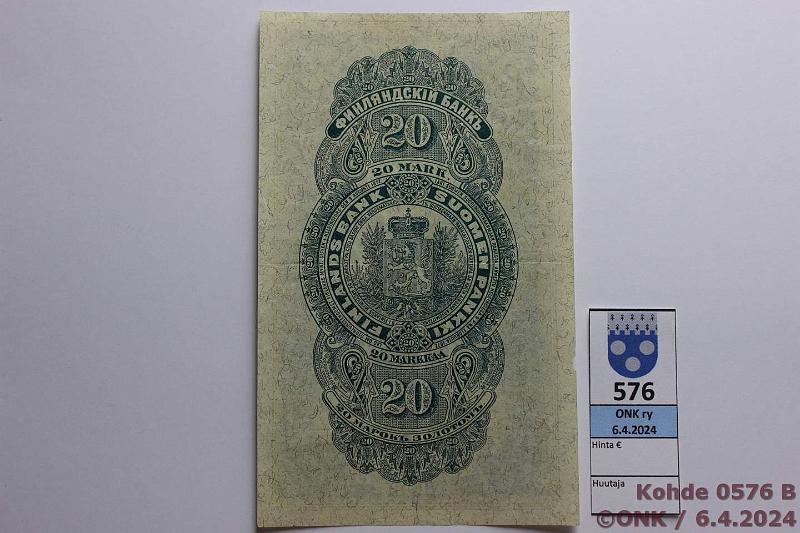 ФИНЛЯНДСКІЙ БАНКЪ
20
20 MARK.
FINLANDS BANK
SUOMEN PANKKI
20 MARKKAA
20
20 МАРОКЪ ЗОЛОТОМЪ
576
ONK ry
6.4.2024
Hinta €
Huutaja
Kohde 0576 B
©ONK / 6.4.2024